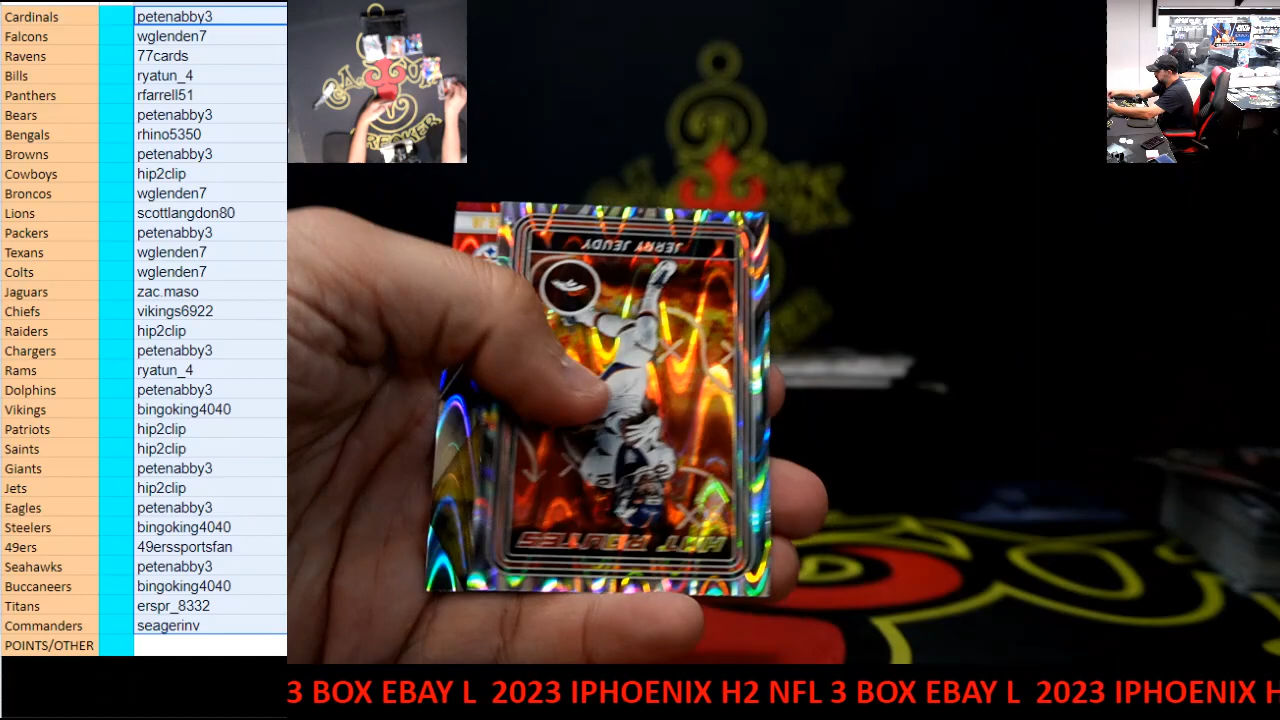 Cardinals petenabby3
Falcons wglenden7
Ravens 77cards
Bills ryatun_4
Panthers rfarrell51
Bears petenabby3
Bengals rhino5350
Browns petenabby3
Cowboys hip2clip
Broncos wglenden7
Lions scottlangdon80
Packers petenabby3
Texans wglenden7
Colts wglenden7
Jaguars zac.maso
Chiefs vikings6922
Raiders hip2clip
Chargers petenabby3
Rams ryatun_4
Dolphins petenabby3
Vikings bingoking4040
Patriots hip2clip
Saints hip2clip
Giants petenabby3
Jets hip2clip
Eagles petenabby3
Steelers bingoking4040
49ers 49erssportsfan
Seahawks petenabby3
Buccaneers bingoking4040
Titans erspr_8332
Commanders seagerinv
POINTS/OTHER
BREAKER
JERRY JEUDY
10
HOT ROUTES
3 BOX EBAY L 2023 IPHOENIX H2 NFL 3 BOX EBAY L 2023 IPHOENIX H